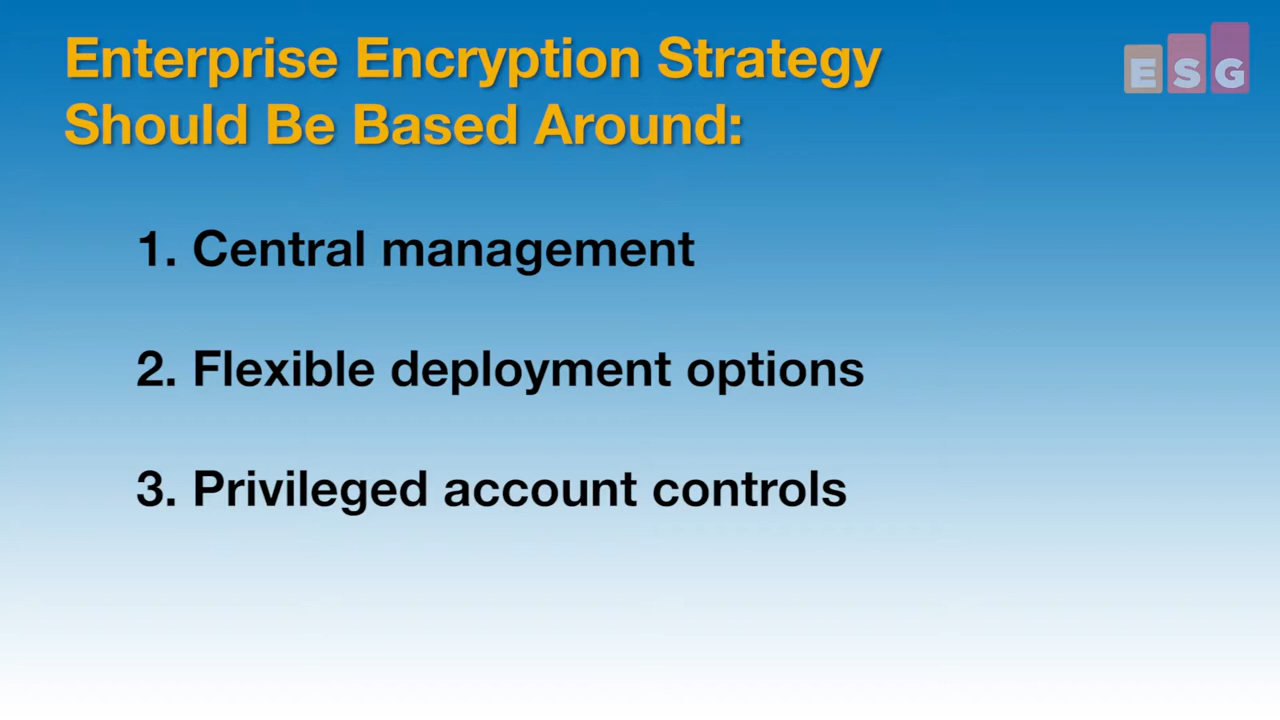 Enterprise Encryption Strategy
Should Be Based Around:
ESG
1. Central management
2. Flexible deployment options
3. Privileged account controls